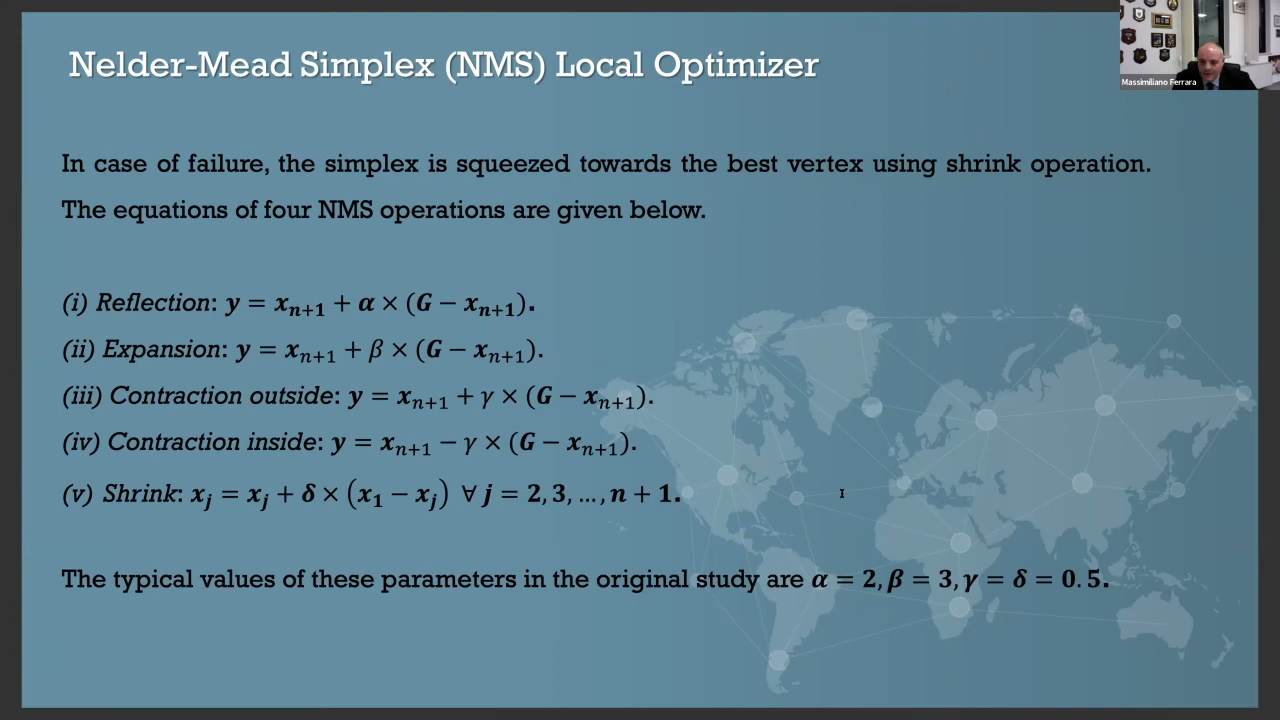 Nelder-Mead Simplex (NMS) Local Optimizer
Massimiliano Ferrara
In case of failure, the simplex is squeezed towards the best vertex using shrink operation.
The equations of four NMS operations are given below.
(i) Reflection: y = xₙ₊₁ + α × (G − xₙ₊₁).
(ii) Expansion: y = xₙ₊₁ + β × (G − xₙ₊₁).
(iii) Contraction outside: y = xₙ₊₁ + γ × (G − xₙ₊₁).
(iv) Contraction inside: y = xₙ₊₁ − γ × (G − xₙ₊₁).
(v) Shrink: xⱼ = xⱼ + δ × (x₁ − xⱼ) ∀ j = 2, 3, …, n + 1.
The typical values of these parameters in the original study are α = 2, β = 3, γ = δ = 0.5.